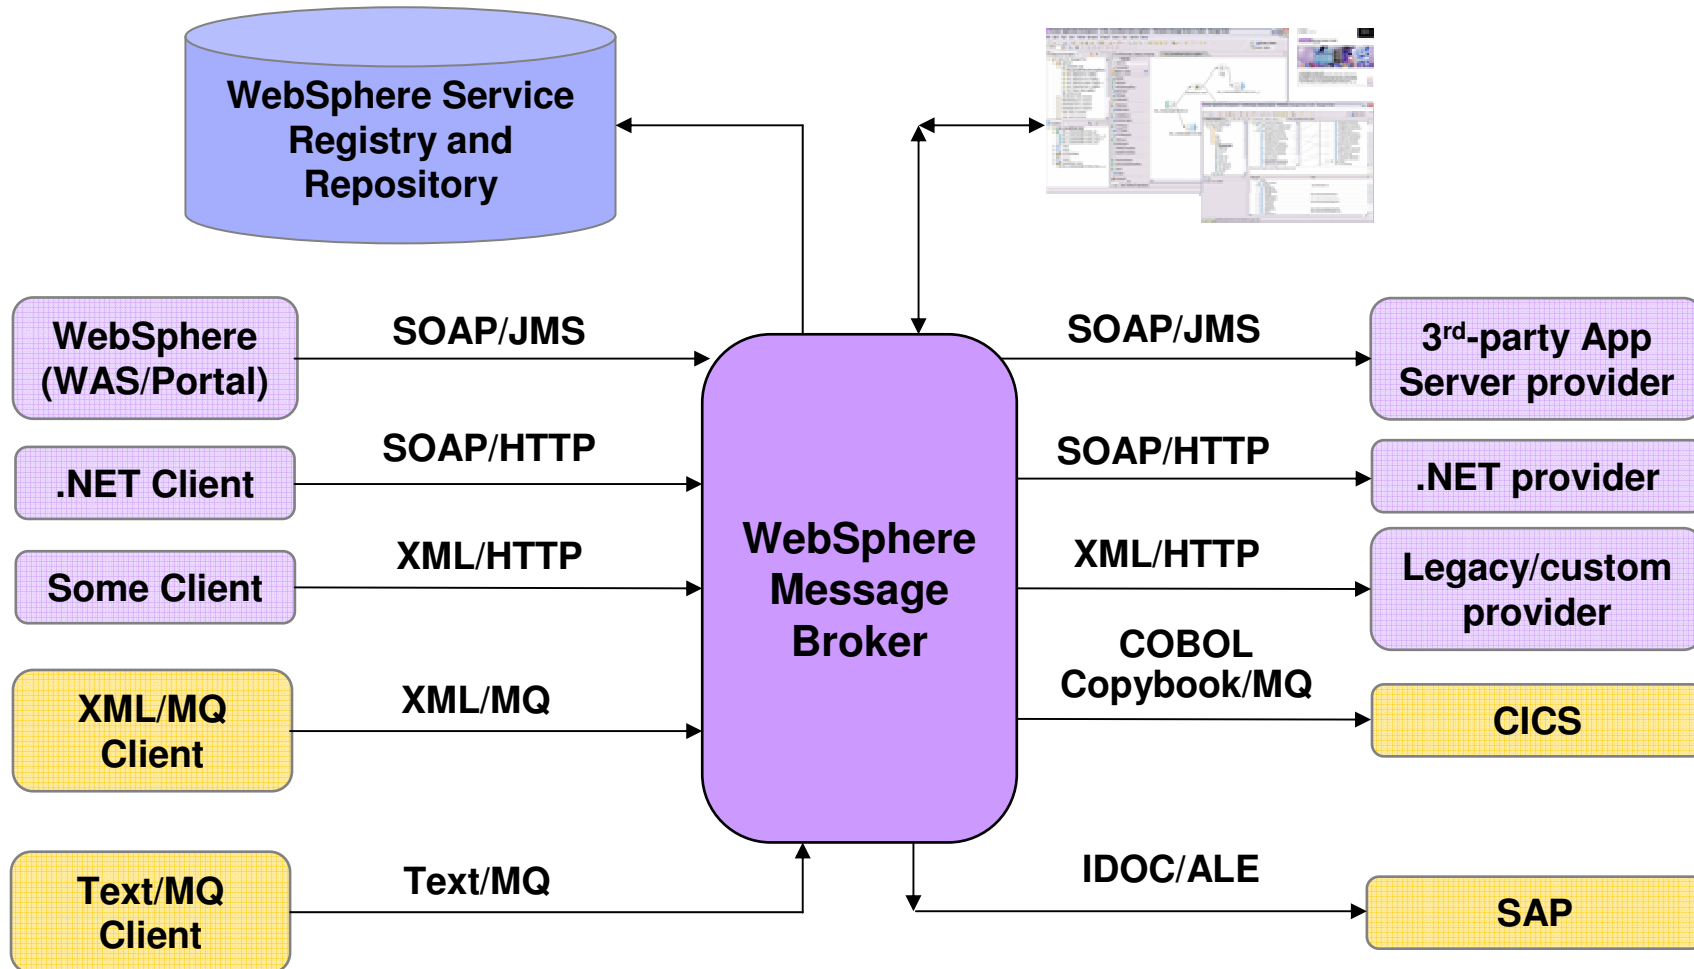 WebSphere Service
Registry and
Repository
WebSphere
(WAS/Portal)
SOAP/JMS
SOAP/JMS
3rd-party App
Server provider
.NET Client
SOAP/HTTP
SOAP/HTTP
.NET provider
Some Client
XML/HTTP
WebSphere
Message
Broker
XML/HTTP
Legacy/custom
provider
XML/MQ
Client
XML/MQ
COBOL
Copybook/MQ
CICS
Text/MQ
Client
Text/MQ
IDOC/ALE
SAP